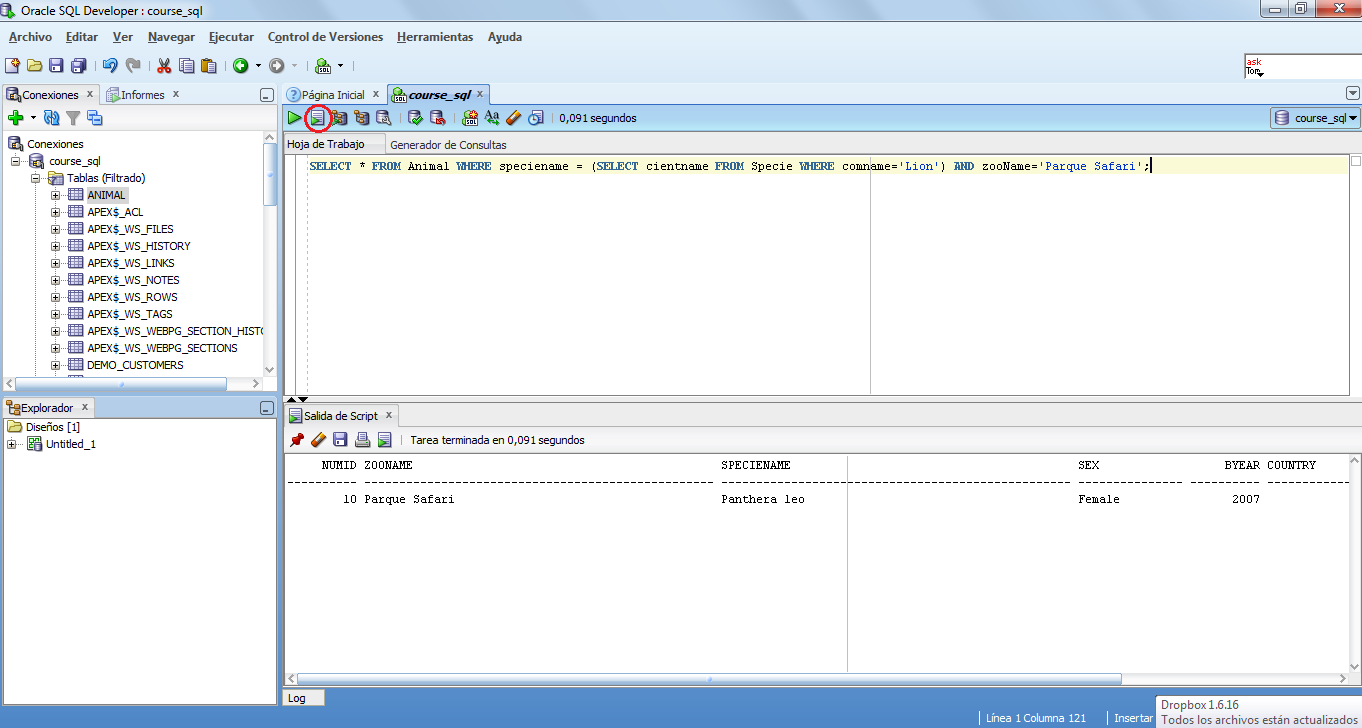 Oracle SQL Developer : course_sql
Archivo Editar Ver Navegar Ejecutar Control de Versiones Herramientas Ayuda
ask
Tom
Conexiones
Informes
Página Inicial
course_sql
0,091 segundos
course_sql
Hoja de Trabajo
Generador de Consultas
SELECT * FROM Animal WHERE speciename = (SELECT cientname FROM Specie WHERE comname='Lion') AND zooName='Parque Safari';
Conexiones
course_sql
Tablas (Filtrado)
ANIMAL
APEX$_ACL
APEX$_WS_FILES
APEX$_WS_HISTORY
APEX$_WS_LINKS
APEX$_WS_NOTES
APEX$_WS_ROWS
APEX$_WS_TAGS
APEX$_WS_WEBPG_SECTION_HISTO
APEX$_WS_WEBPG_SECTIONS
DEMO_CUSTOMERS
Explorador
Diseños [1]
Untitled_1
Salida de Script
Tarea terminada en 0,091 segundos
NUMID ZOONAME SPECIENAME SEX BYEAR COUNTRY
10 Parque Safari Panthera leo Female 2007
Log
Línea 1 Columna 121
Insertar
Dropbox 1.6.16
Todos los archivos están actualizados